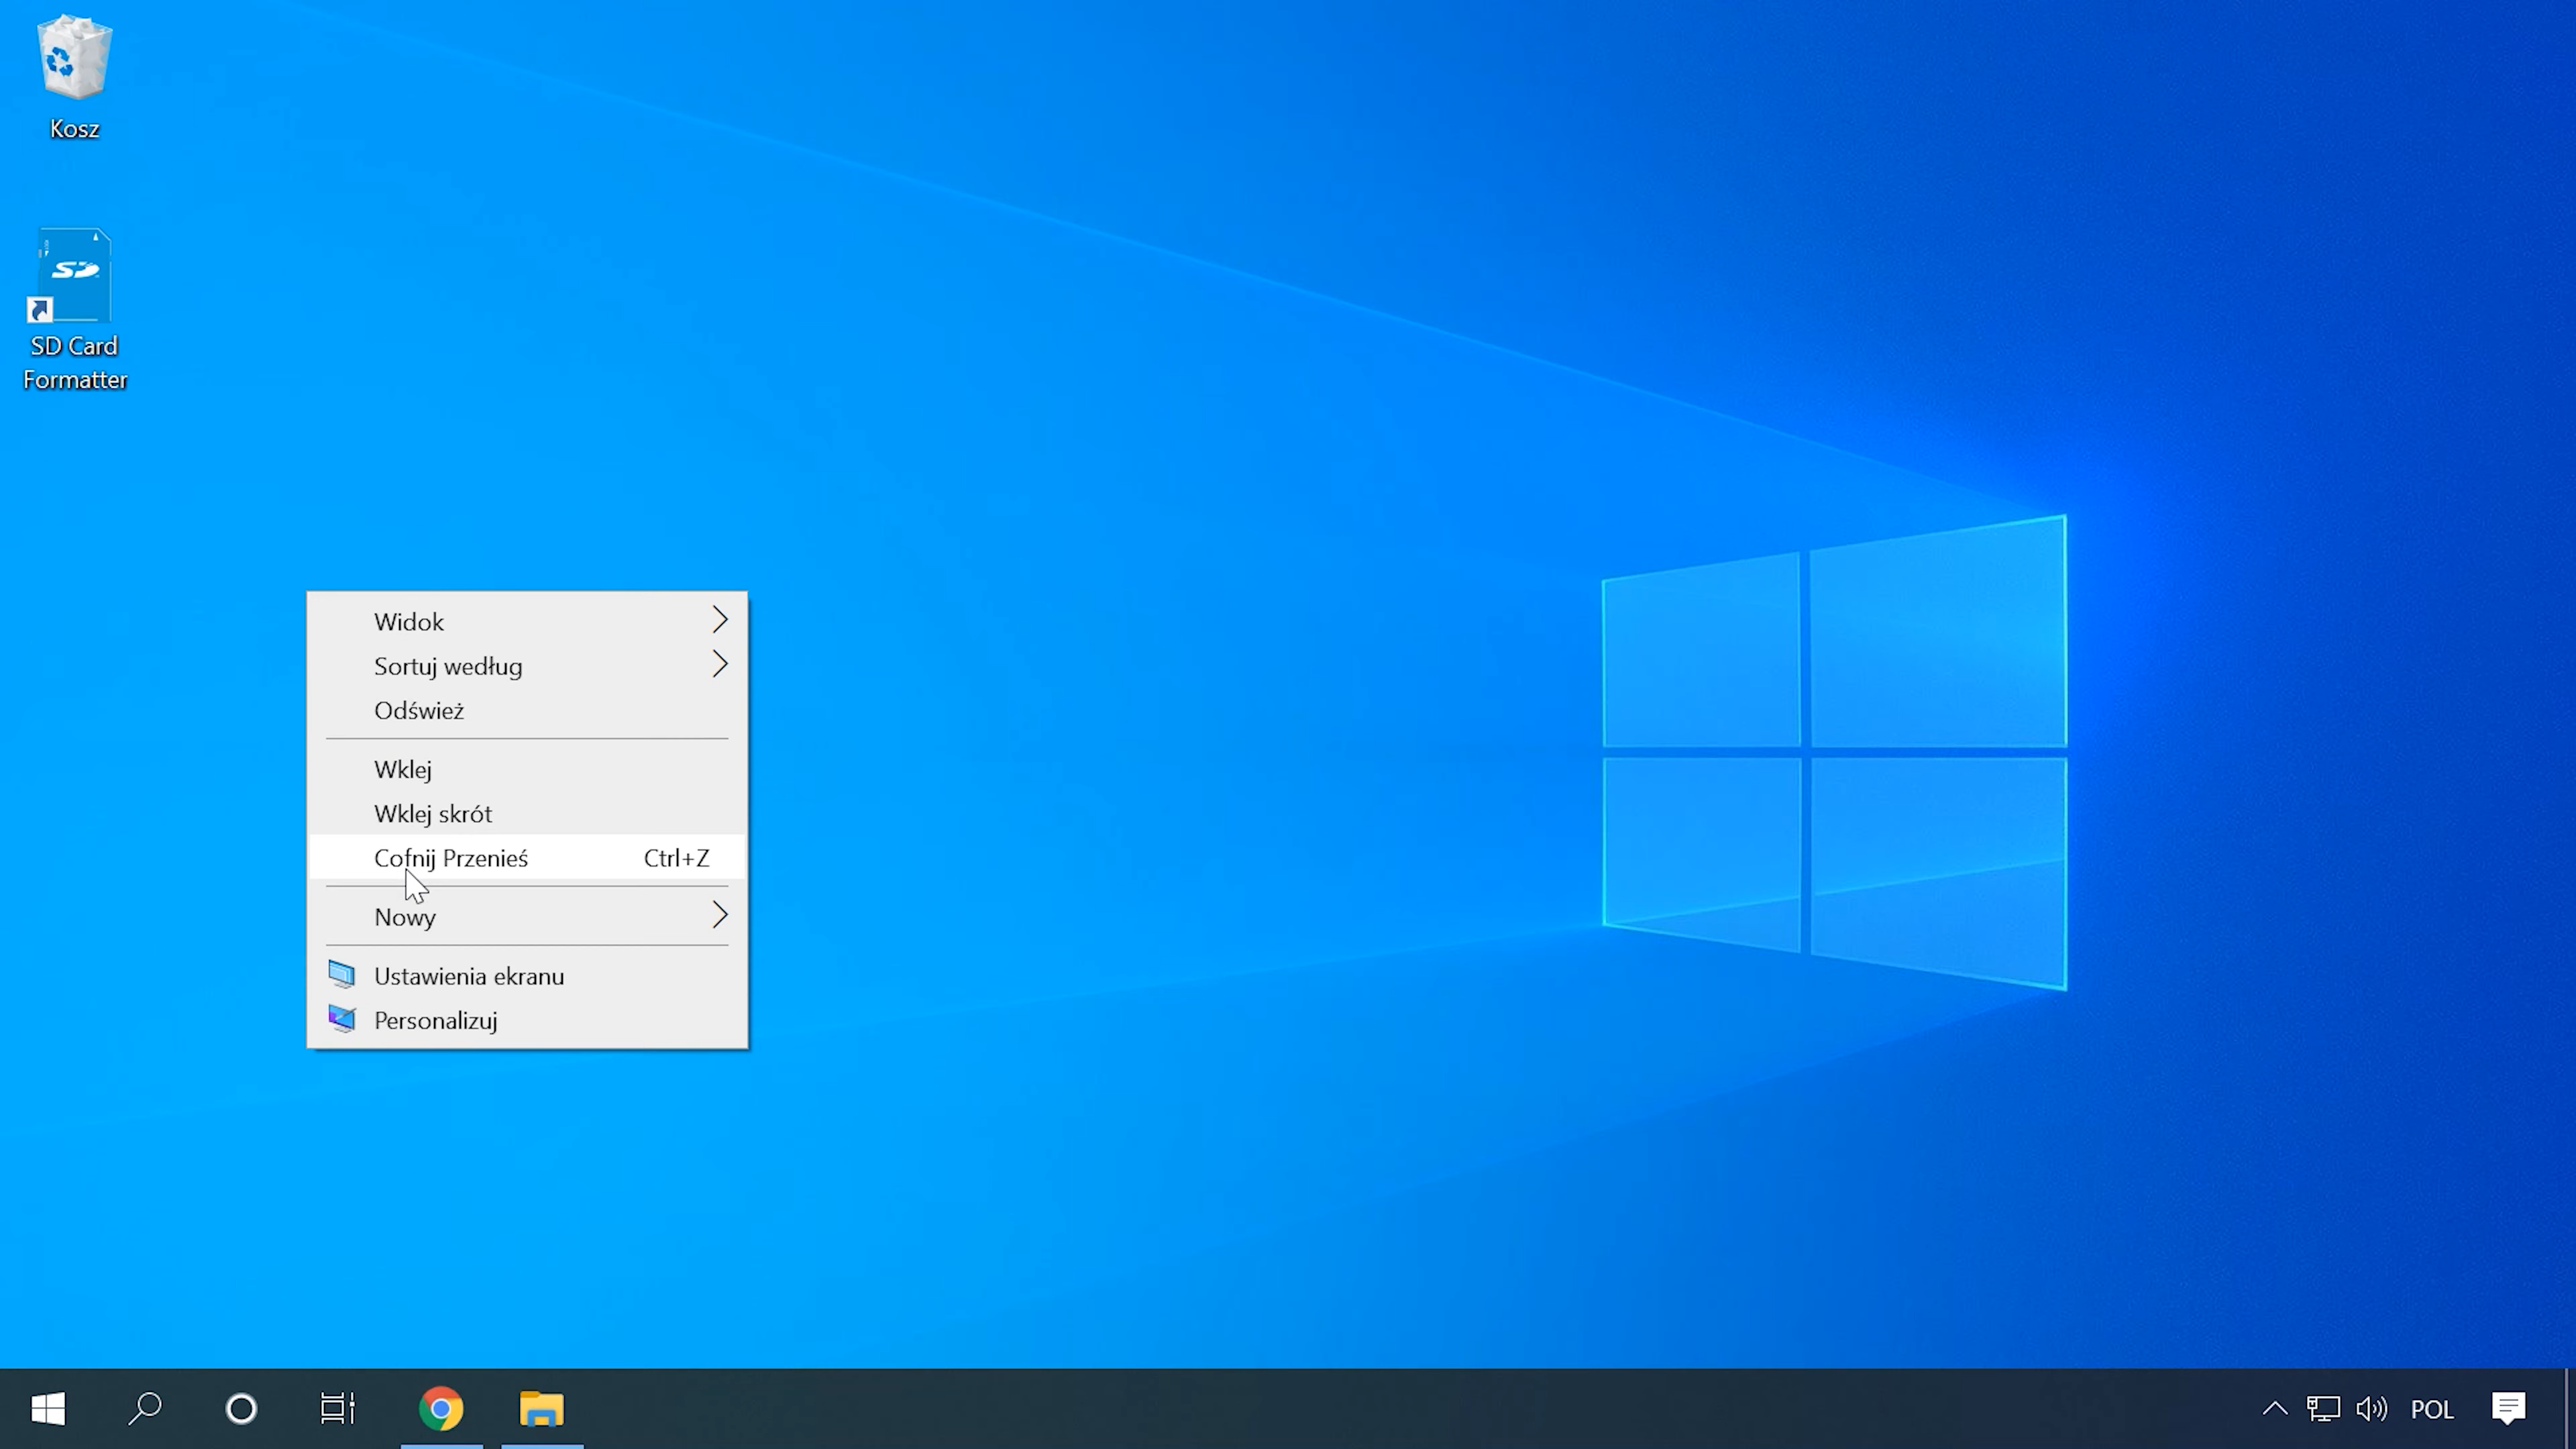 Kosz
SD
SD Card
Formatter
Widok
Sortuj według
Odśwież
Wklej
Wklej skrót
Cofnij Przenieś Ctrl+Z
Nowy
Ustawienia ekranu
Personalizuj
POL